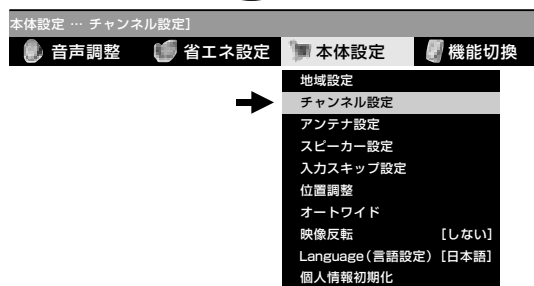 本体設定 … チャンネル設定]
音声調整 省エネ設定 本体設定 機能切換
地域設定
チャンネル設定
アンテナ設定
スピーカー設定
入力スキップ設定
位置調整
オートワイド
映像反転 [しない]
Language(言語設定) [日本語]
個人情報初期化